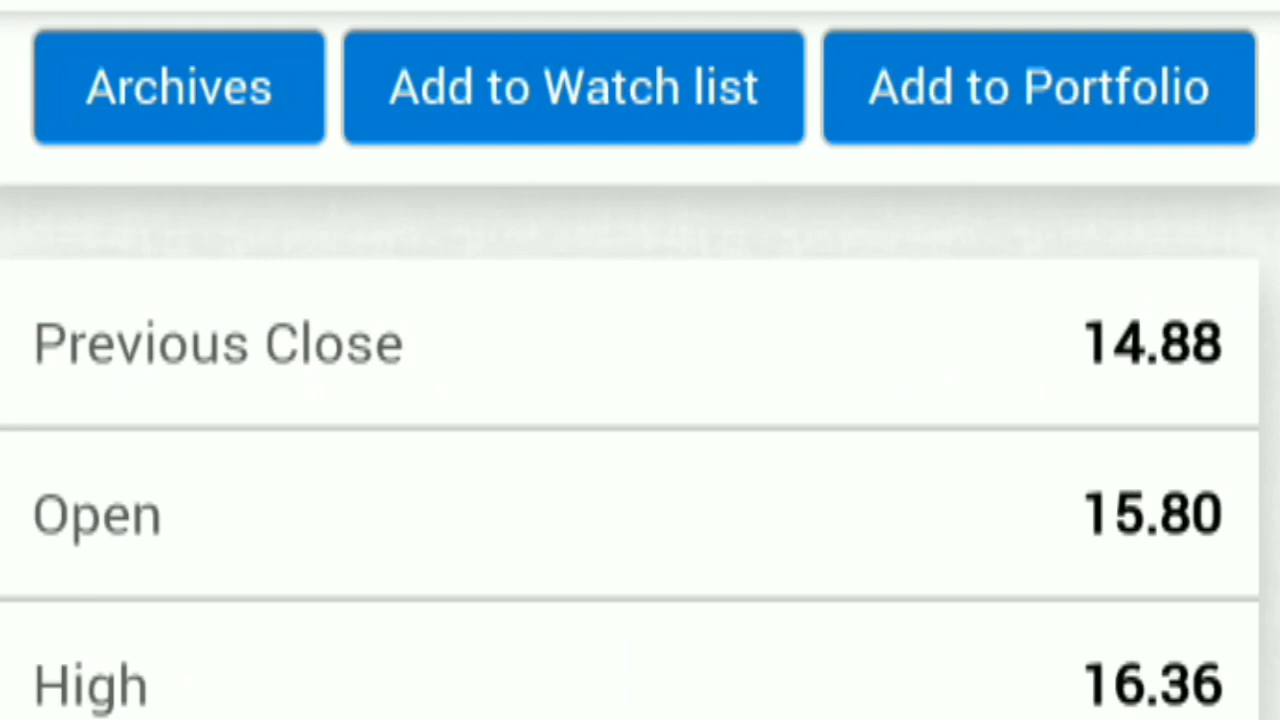 Archives Add to Watch list Add to Portfolio
Previous Close 14.88
Open 15.80
High 16.36